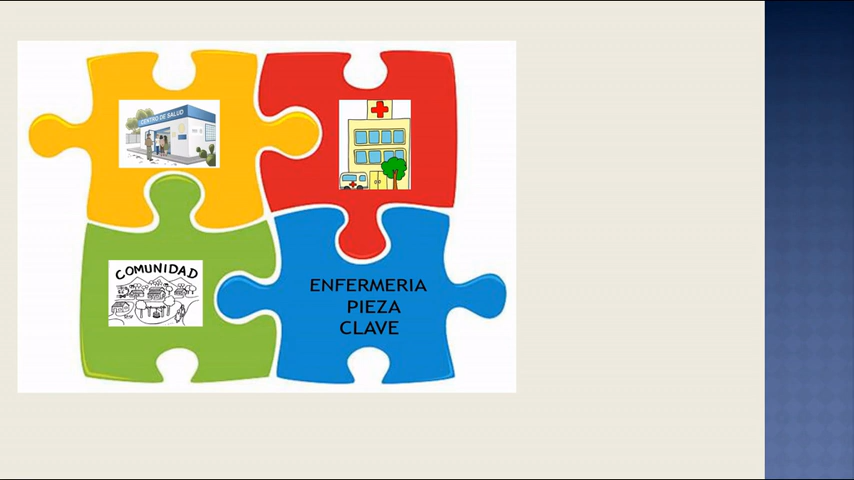 CENTRO DE SALUD
COMUNIDAD
ENFERMERIA
PIEZA
CLAVE